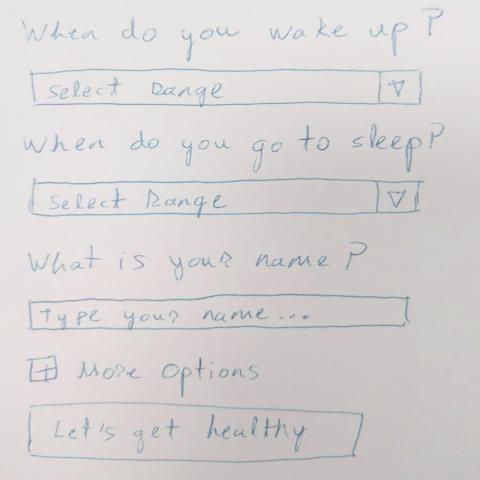 When do you wake up?
Select Range
When do you go to sleep?
Select Range
What is your name?
Type your name...
More Options
Let's get healthy